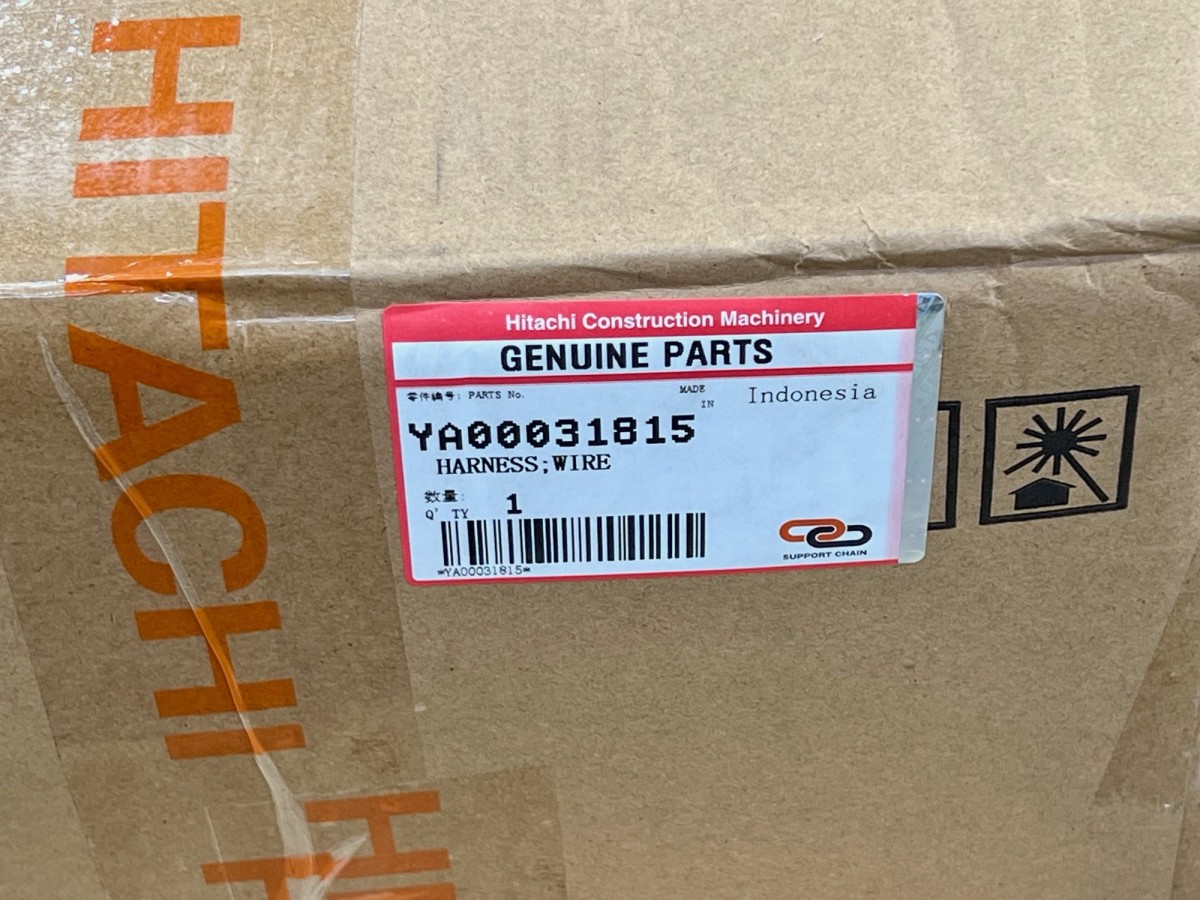 HITACHI
Hitachi Construction Machinery
GENUINE PARTS
零件编号: PARTS No.
MADE IN Indonesia
YA00031815
HARNESS;WIRE
数量:
Q' TY 1
*YA00031815*
SUPPORT CHAIN
HI